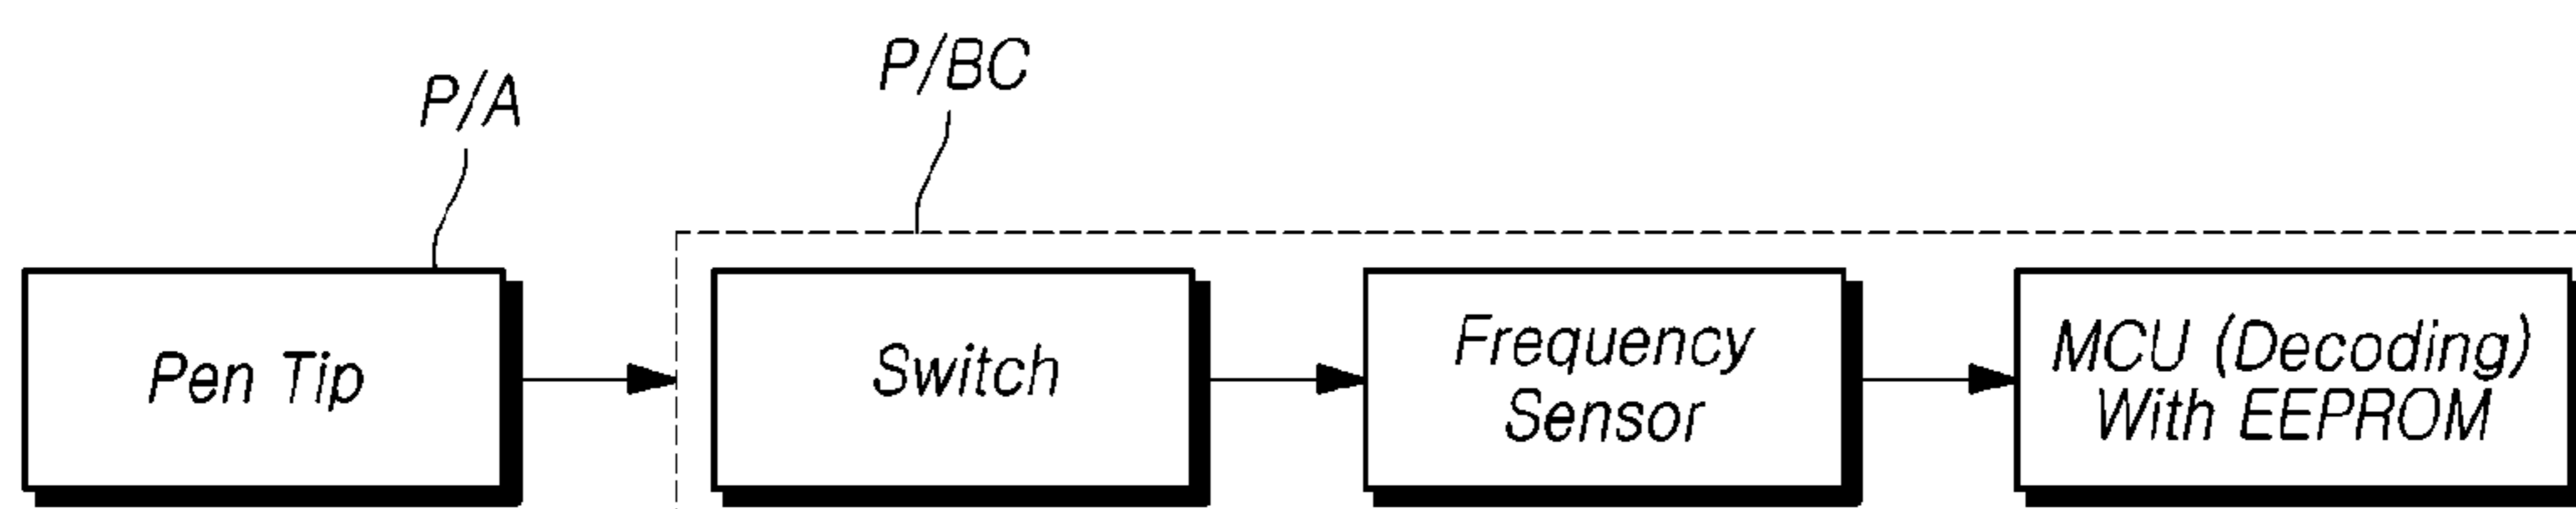 P/A
P/BC
Pen Tip
Switch
Frequency
Sensor
MCU (Decoding)
With EEPROM